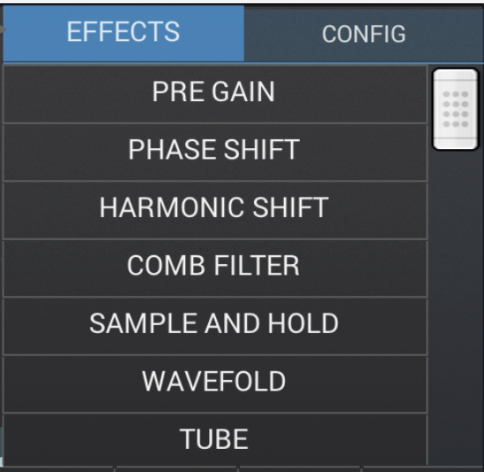 EFFECTS
CONFIG
PRE GAIN
PHASE SHIFT
HARMONIC SHIFT
COMB FILTER
SAMPLE AND HOLD
WAVEFOLD
TUBE